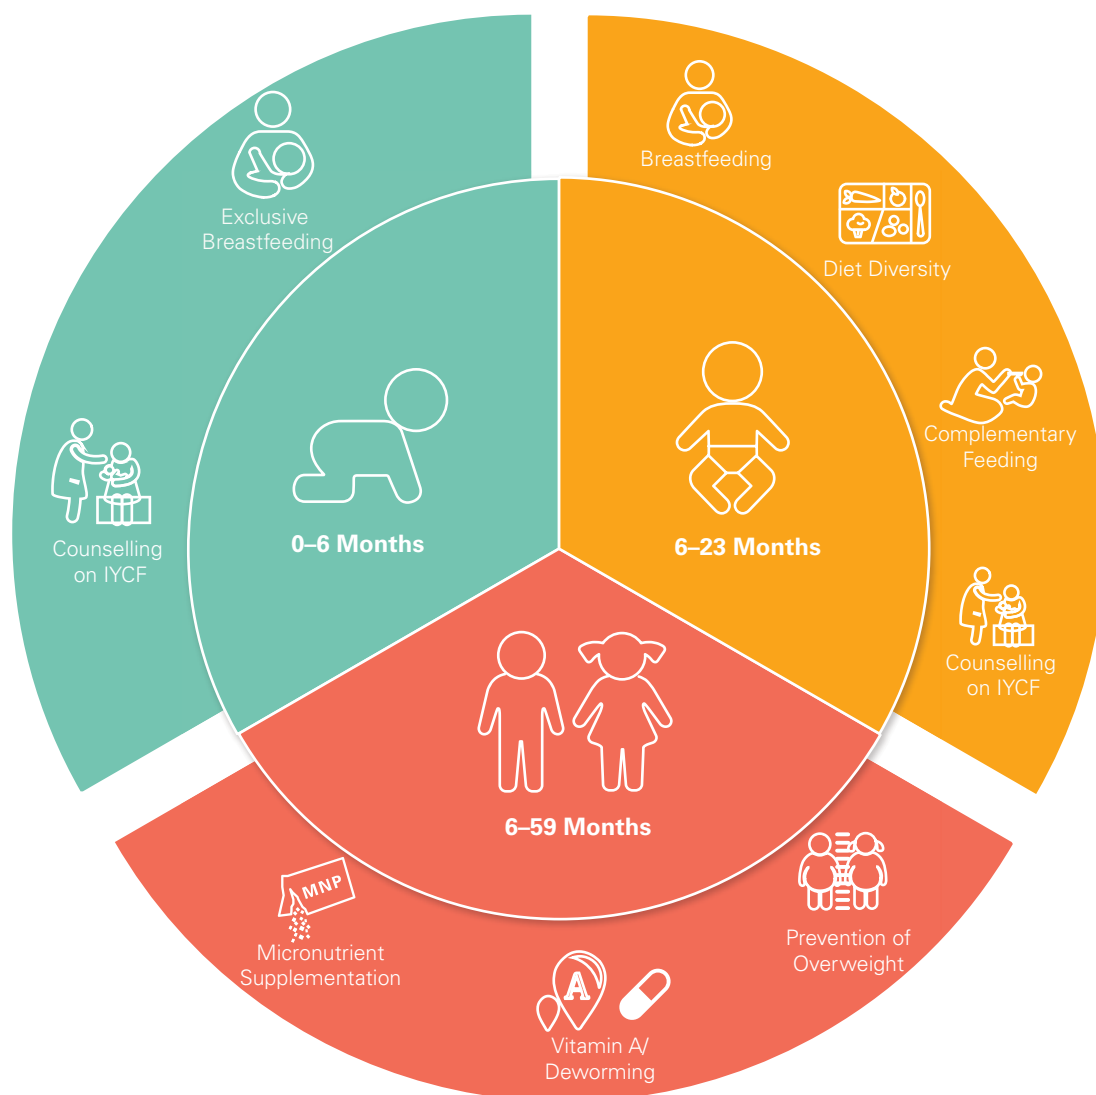 Exclusive
Breastfeeding
Counselling
on IYCF
0–6 Months
Breastfeeding
Diet Diversity
Complementary
Feeding
Counselling
on IYCF
6–23 Months
6–59 Months
MNP
Micronutrient
Supplementation
A
Vitamin A/
Deworming
Prevention of
Overweight